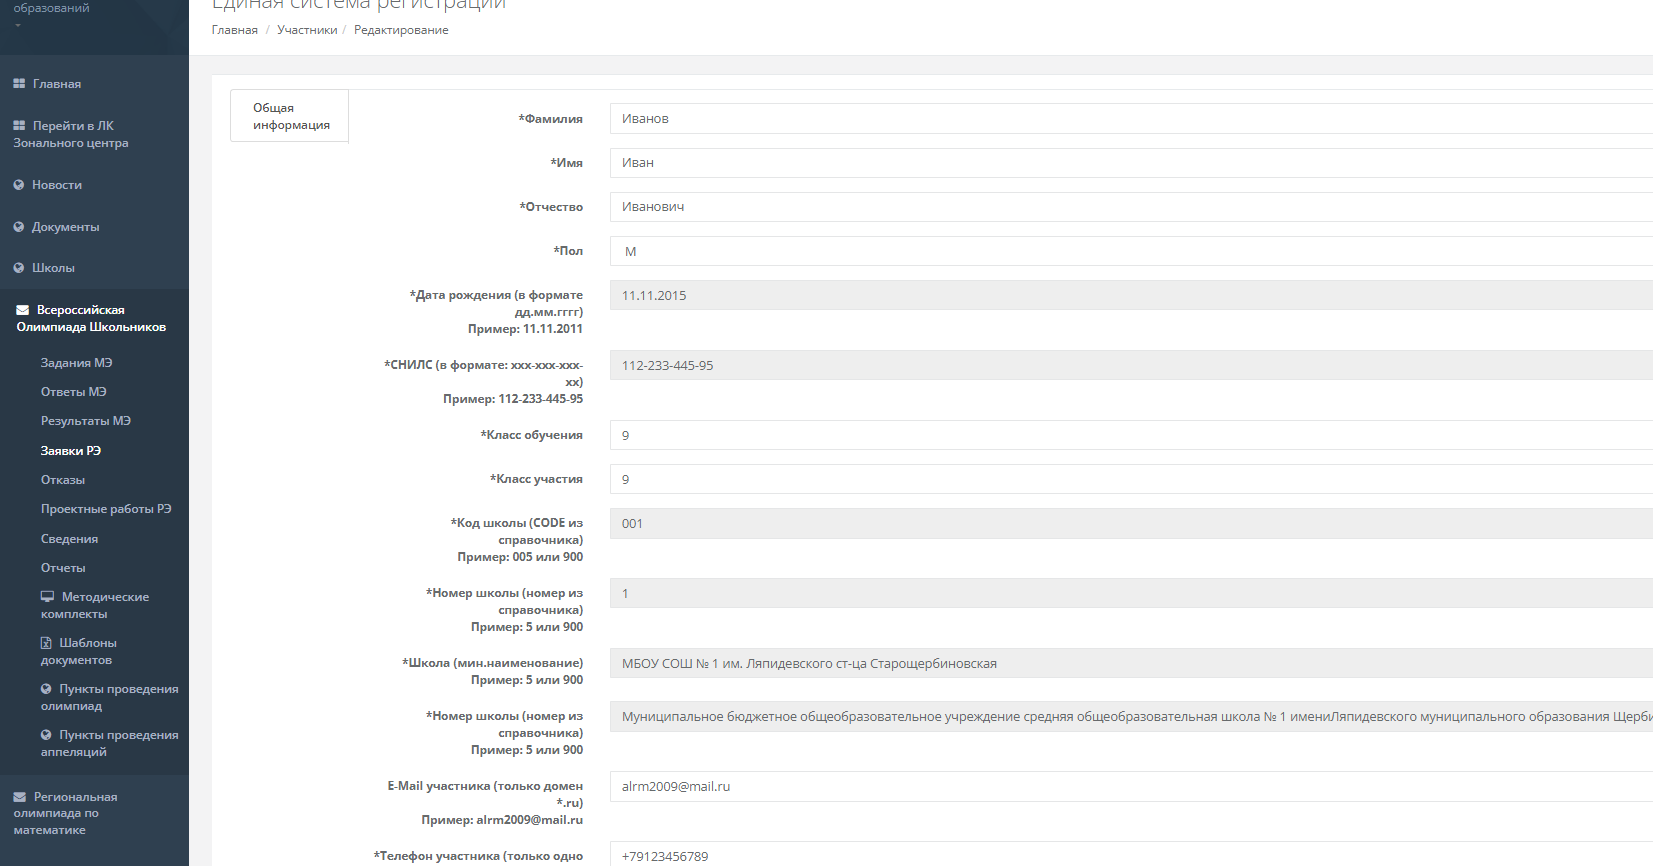 образований
Главная
Перейти в ЛК
Зонального центра
Новости
Документы
Школы
Всероссийская
Олимпиада Школьников
Задания МЭ
Ответы МЭ
Результаты МЭ
Заявки РЭ
Отказы
Проектные работы РЭ
Сведения
Отчеты
Методические
комплекты
Шаблоны
документов
Пункты проведения
олимпиад
Пункты проведения
аппеляций
Региональная
олимпиада по
математике
Единая система регистрации
Главная / Участники / Редактирование
Общая
информация
*Фамилия
Иванов
*Имя
Иван
*Отчество
Иванович
*Пол
М
*Дата рождения (в формате
дд.мм.гггг)
Пример: 11.11.2011
11.11.2015
*СНИЛС (в формате: xxx-xxx-xxx-
xx)
Пример: 112-233-445-95
112-233-445-95
*Класс обучения
9
*Класс участия
9
*Код школы (CODE из
справочника)
Пример: 005 или 900
001
*Номер школы (номер из
справочника)
Пример: 5 или 900
1
*Школа (мин.наименование)
Пример: 5 или 900
МБОУ СОШ № 1 им. Ляпидевского ст-ца Старощербиновская
*Номер школы (номер из
справочника)
Пример: 5 или 900
Муниципальное бюджетное общеобразовательное учреждение средняя общеобразовательная школа № 1 имениЛяпидевского муниципального образования Щерби
E-Mail участника (только домен
*.ru)
Пример: alrm2009@mail.ru
alrm2009@mail.ru
*Телефон участника (только одно
+79123456789